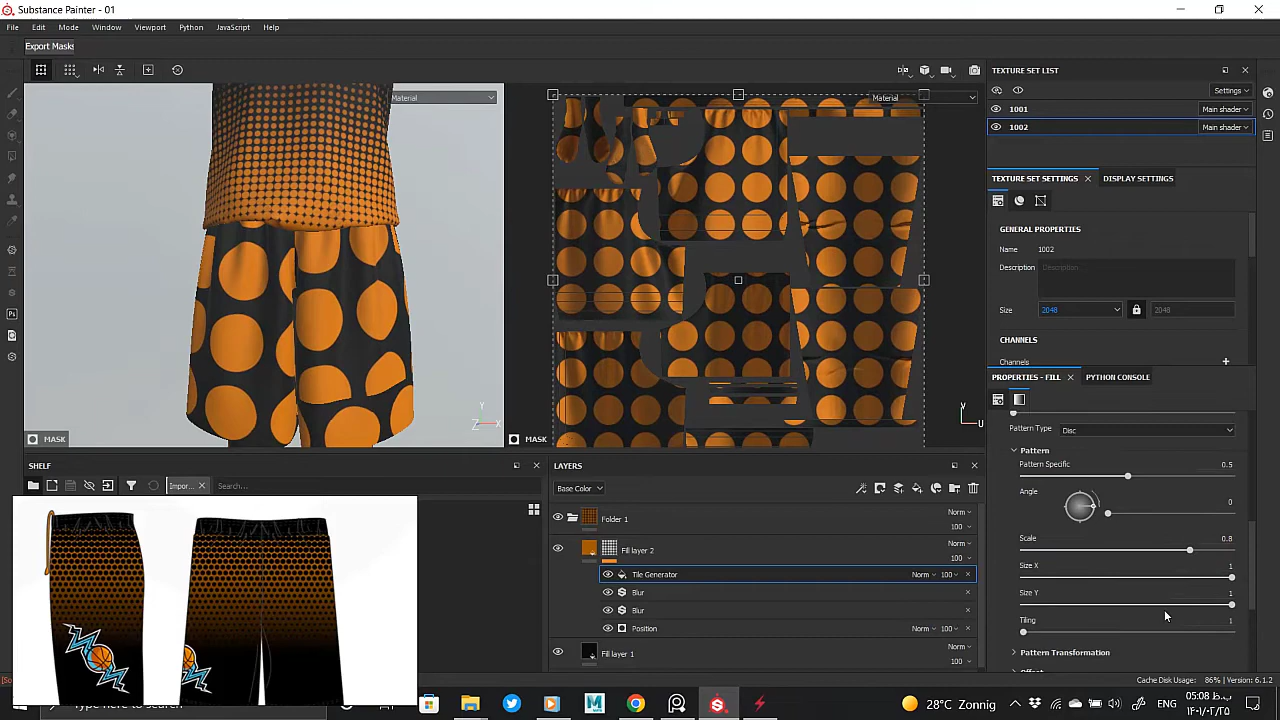 Substance Painter - 01
File Edit Mode Window Viewport Python JavaScript Help
Export Masks
Material
Material
TEXTURE SET LIST
Settings
1001 Main shader
1002 Main shader
TEXTURE SET SETTINGS DISPLAY SETTINGS
GENERAL PROPERTIES
Name 1002
Description Description
Size 2048 2048
CHANNELS
Channels
PROPERTIES - FILL PYTHON CONSOLE
Pattern Type Disc
Pattern
Pattern Specific 0.5
Angle 0
Scale 0.8
Size X 1
Size Y 1
Tiling 1
Pattern Transformation
Y
Z X
V
U
MASK
MASK
SHELF
Impor... Search...
LAYERS
Base Color
Folder 1 Norm 100
Fill layer 2 Norm 100
Tile Generator Norm 100
Blur
Blur
Position Norm 100
Fill layer 1 Norm 100
Cache Disk Usage: 86% | Version: 6.1.2
28°C Zonnig
ENG